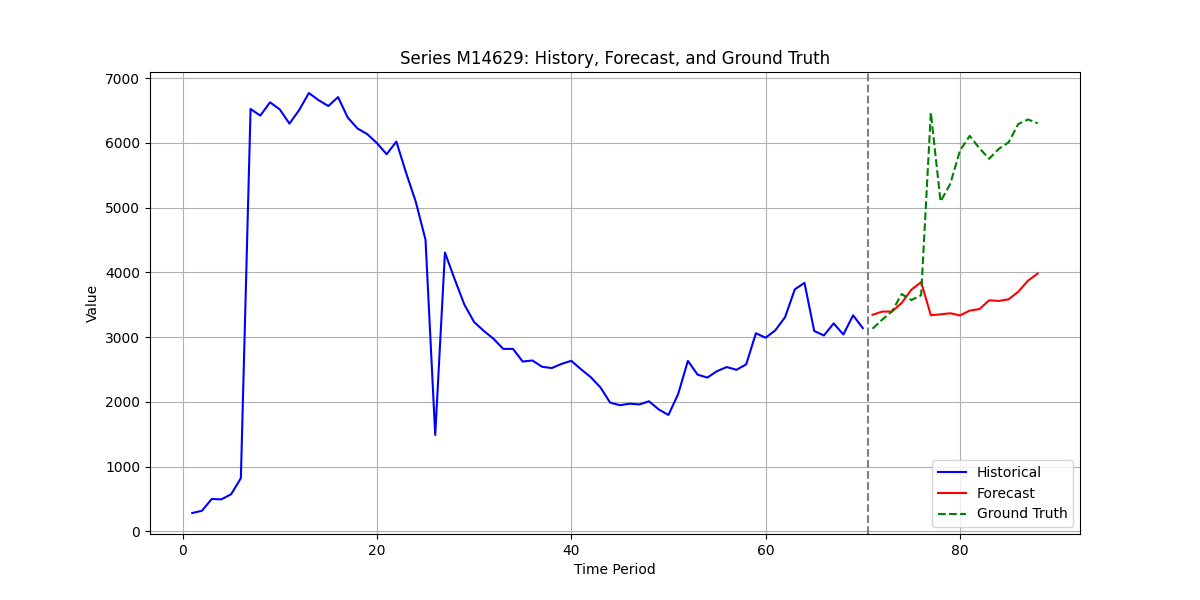 Series M14629: History, Forecast, and Ground Truth
Value
7000
6000
5000
4000
3000
2000
1000
0
0 20 40 60 80
Time Period
Historical
Forecast
Ground Truth